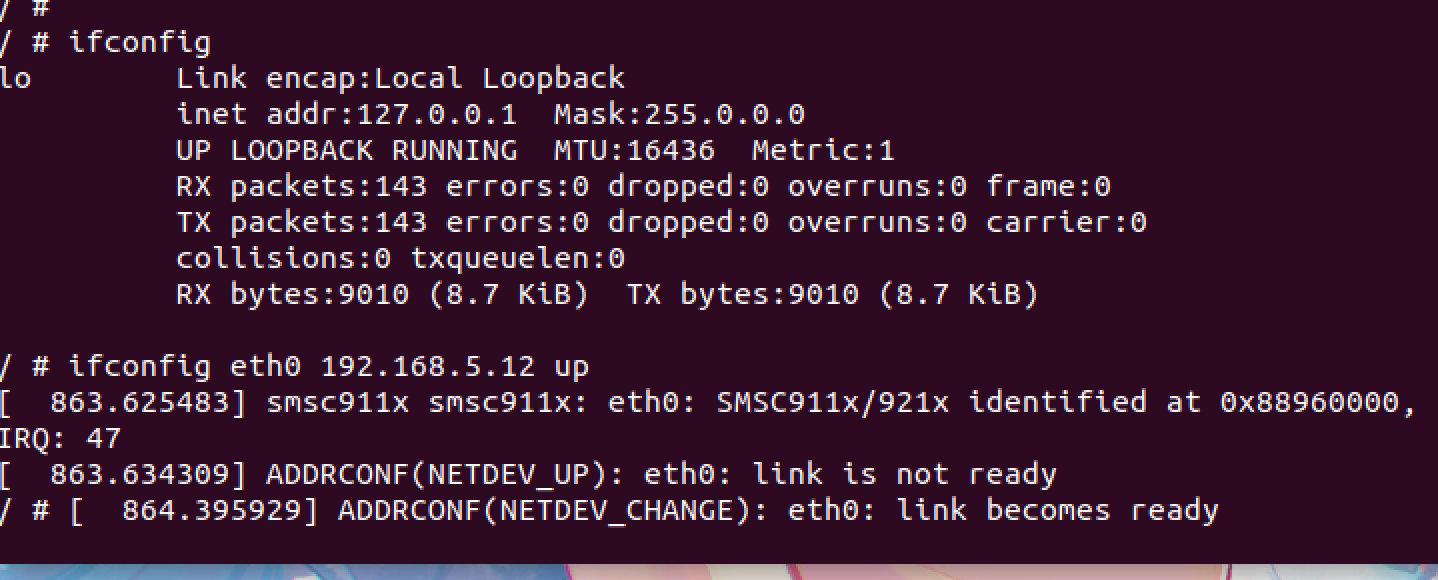 / #
/ # ifconfig
lo        Link encap:Local Loopback
          inet addr:127.0.0.1  Mask:255.0.0.0
          UP LOOPBACK RUNNING  MTU:16436  Metric:1
          RX packets:143 errors:0 dropped:0 overruns:0 frame:0
          TX packets:143 errors:0 dropped:0 overruns:0 carrier:0
          collisions:0 txqueuelen:0
          RX bytes:9010 (8.7 KiB)  TX bytes:9010 (8.7 KiB)

/ # ifconfig eth0 192.168.5.12 up
[  863.625483] smsc911x smsc911x: eth0: SMSC911x/921x identified at 0x88960000,
IRQ: 47
[  863.634309] ADDRCONF(NETDEV_UP): eth0: link is not ready
/ # [  864.395929] ADDRCONF(NETDEV_CHANGE): eth0: link becomes ready